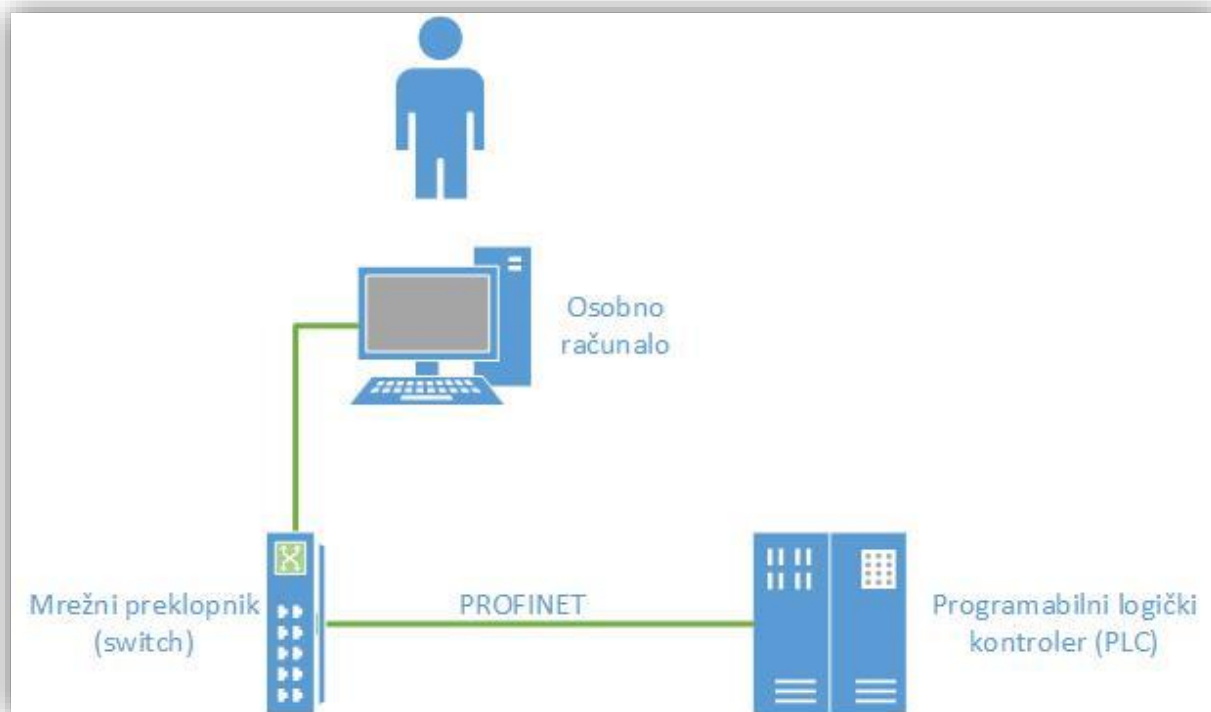 Osobno
računalo
Mrežni preklopnik
(switch)
PROFINET
Programabilni logički
kontroler (PLC)